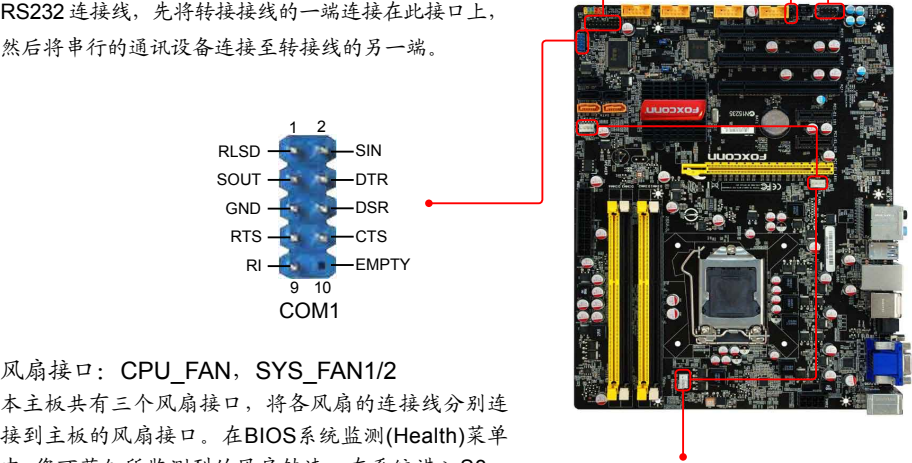 RS232 连接线，先将转接接线的一端连接在此接口上，
然后将串行的通讯设备连接至转接线的另一端。
1 2
RLSD SIN
SOUT DTR
GND DSR
RTS CTS
RI EMPTY
9 10
COM1
风扇接口：CPU_FAN，SYS_FAN1/2
本主板共有三个风扇接口，将各风扇的连接线分别连
接到主板的风扇接口。在BIOS系统监测(Health)菜单
FOXCONN
N15235
FOXCONN